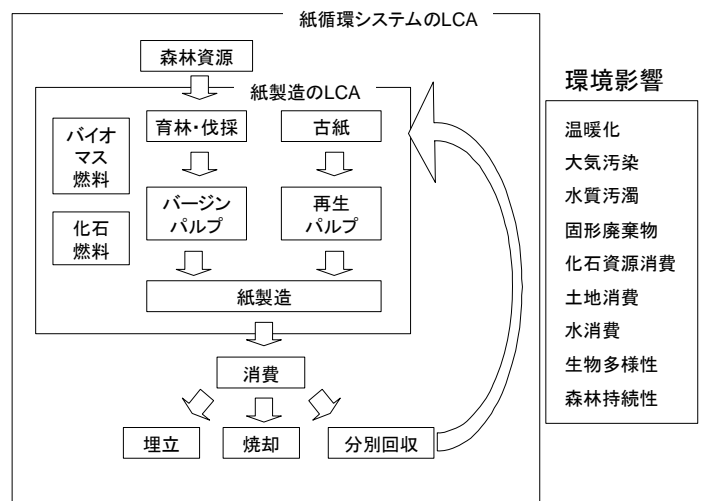 紙循環システムのLCA
森林資源
紙製造のLCA
バイオ
マス
燃料
化石
燃料
育林・伐採
古紙
バージン
パルプ
再生
パルプ
紙製造
消費
埋立
焼却
分別回収
環境影響
温暖化
大気汚染
水質汚濁
固形廃棄物
化石資源消費
土地消費
水消費
生物多様性
森林持続性